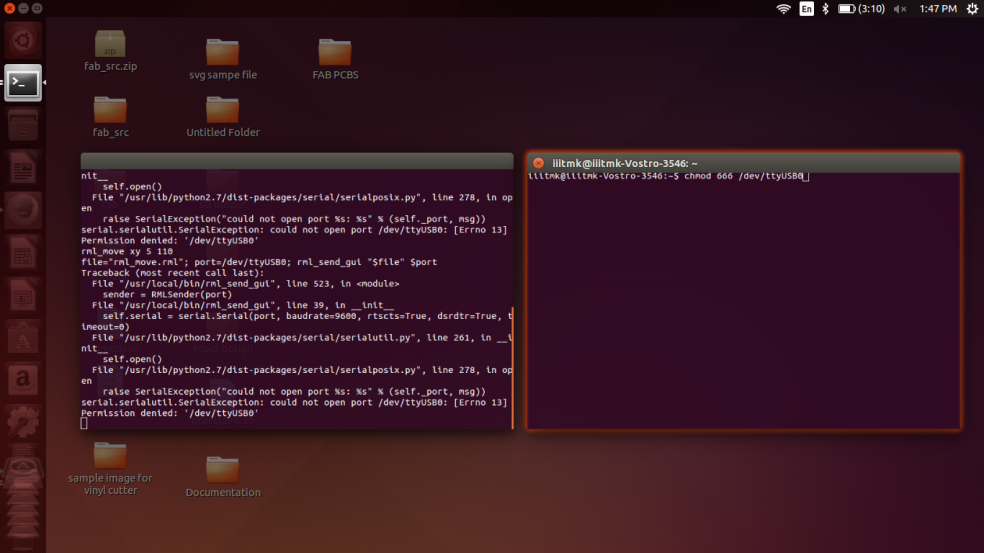 En
(3:10)
1:47 PM
zip
fab_src.zip
svg sampe file
FAB PCBS
fab_src
Untitled Folder
nit__
self.open()
File "/usr/lib/python2.7/dist-packages/serial/serialposix.py", line 278, in op
en
raise SerialException("could not open port %s: %s" % (self._port, msg))
serial.serialutil.SerialException: could not open port /dev/ttyUSB0: [Errno 13]
Permission denied: '/dev/ttyUSB0'
rml_move xy 5 110
file="rml_move.rml"; port=/dev/ttyUSB0; rml_send_gui "$file" $port
Traceback (most recent call last):
File "/usr/local/bin/rml_send_gui", line 523, in <module>
sender = RMLSender(port)
File "/usr/local/bin/rml_send_gui", line 39, in __init__
self.serial = serial.Serial(port, baudrate=9600, rtscts=True, dsrdtr=True, t
imeout=0)
File "/usr/lib/python2.7/dist-packages/serial/serialutil.py", line 261, in __i
nit__
self.open()
File "/usr/lib/python2.7/dist-packages/serial/serialposix.py", line 278, in op
en
raise SerialException("could not open port %s: %s" % (self._port, msg))
serial.serialutil.SerialException: could not open port /dev/ttyUSB0: [Errno 13]
Permission denied: '/dev/ttyUSB0'
iiitmk@iiitmk-Vostro-3546: ~
iiitmk@iiitmk-Vostro-3546:~$ chmod 666 /dev/ttyUSB0
sample image for
vinyl cutter
Documentation